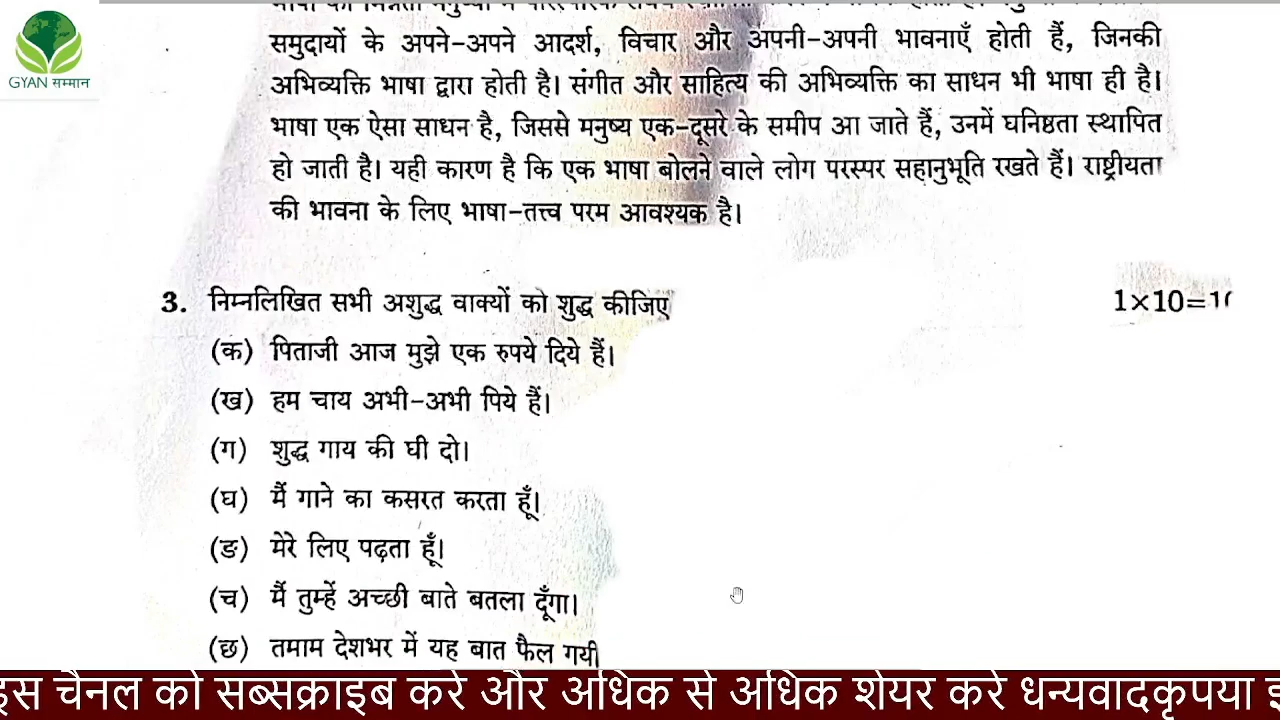 GYAN सम्मान
समुदायों के अपने-अपने आदर्श, विचार और अपनी-अपनी भावनाएँ होती हैं, जिनकी
अभिव्यक्ति भाषा द्वारा होती है। संगीत और साहित्य की अभिव्यक्ति का साधन भी भाषा ही है।
भाषा एक ऐसा साधन है, जिससे मनुष्य एक-दूसरे के समीप आ जाते हैं, उनमें घनिष्ठता स्थापित
हो जाती है। यही कारण है कि एक भाषा बोलने वाले लोग परस्पर सहानुभूति रखते हैं। राष्ट्रीयता
की भावना के लिए भाषा-तत्त्व परम आवश्यक है।
3. निम्नलिखित सभी अशुद्ध वाक्यों को शुद्ध कीजिए 1×10=1
(क) पिताजी आज मुझे एक रुपये दिये हैं।
(ख) हम चाय अभी-अभी पिये हैं।
(ग) शुद्ध गाय की घी दो।
(घ) मैं गाने का कसरत करता हूँ।
(ङ) मेरे लिए पढ़ता हूँ।
(च) मैं तुम्हें अच्छी बाते बतला दूँगा।
(छ) तमाम देशभर में यह बात फैल गयी
इस चैनल को सब्सक्राइब करे और अधिक से अधिक शेयर करे धन्यवादकृपया इ